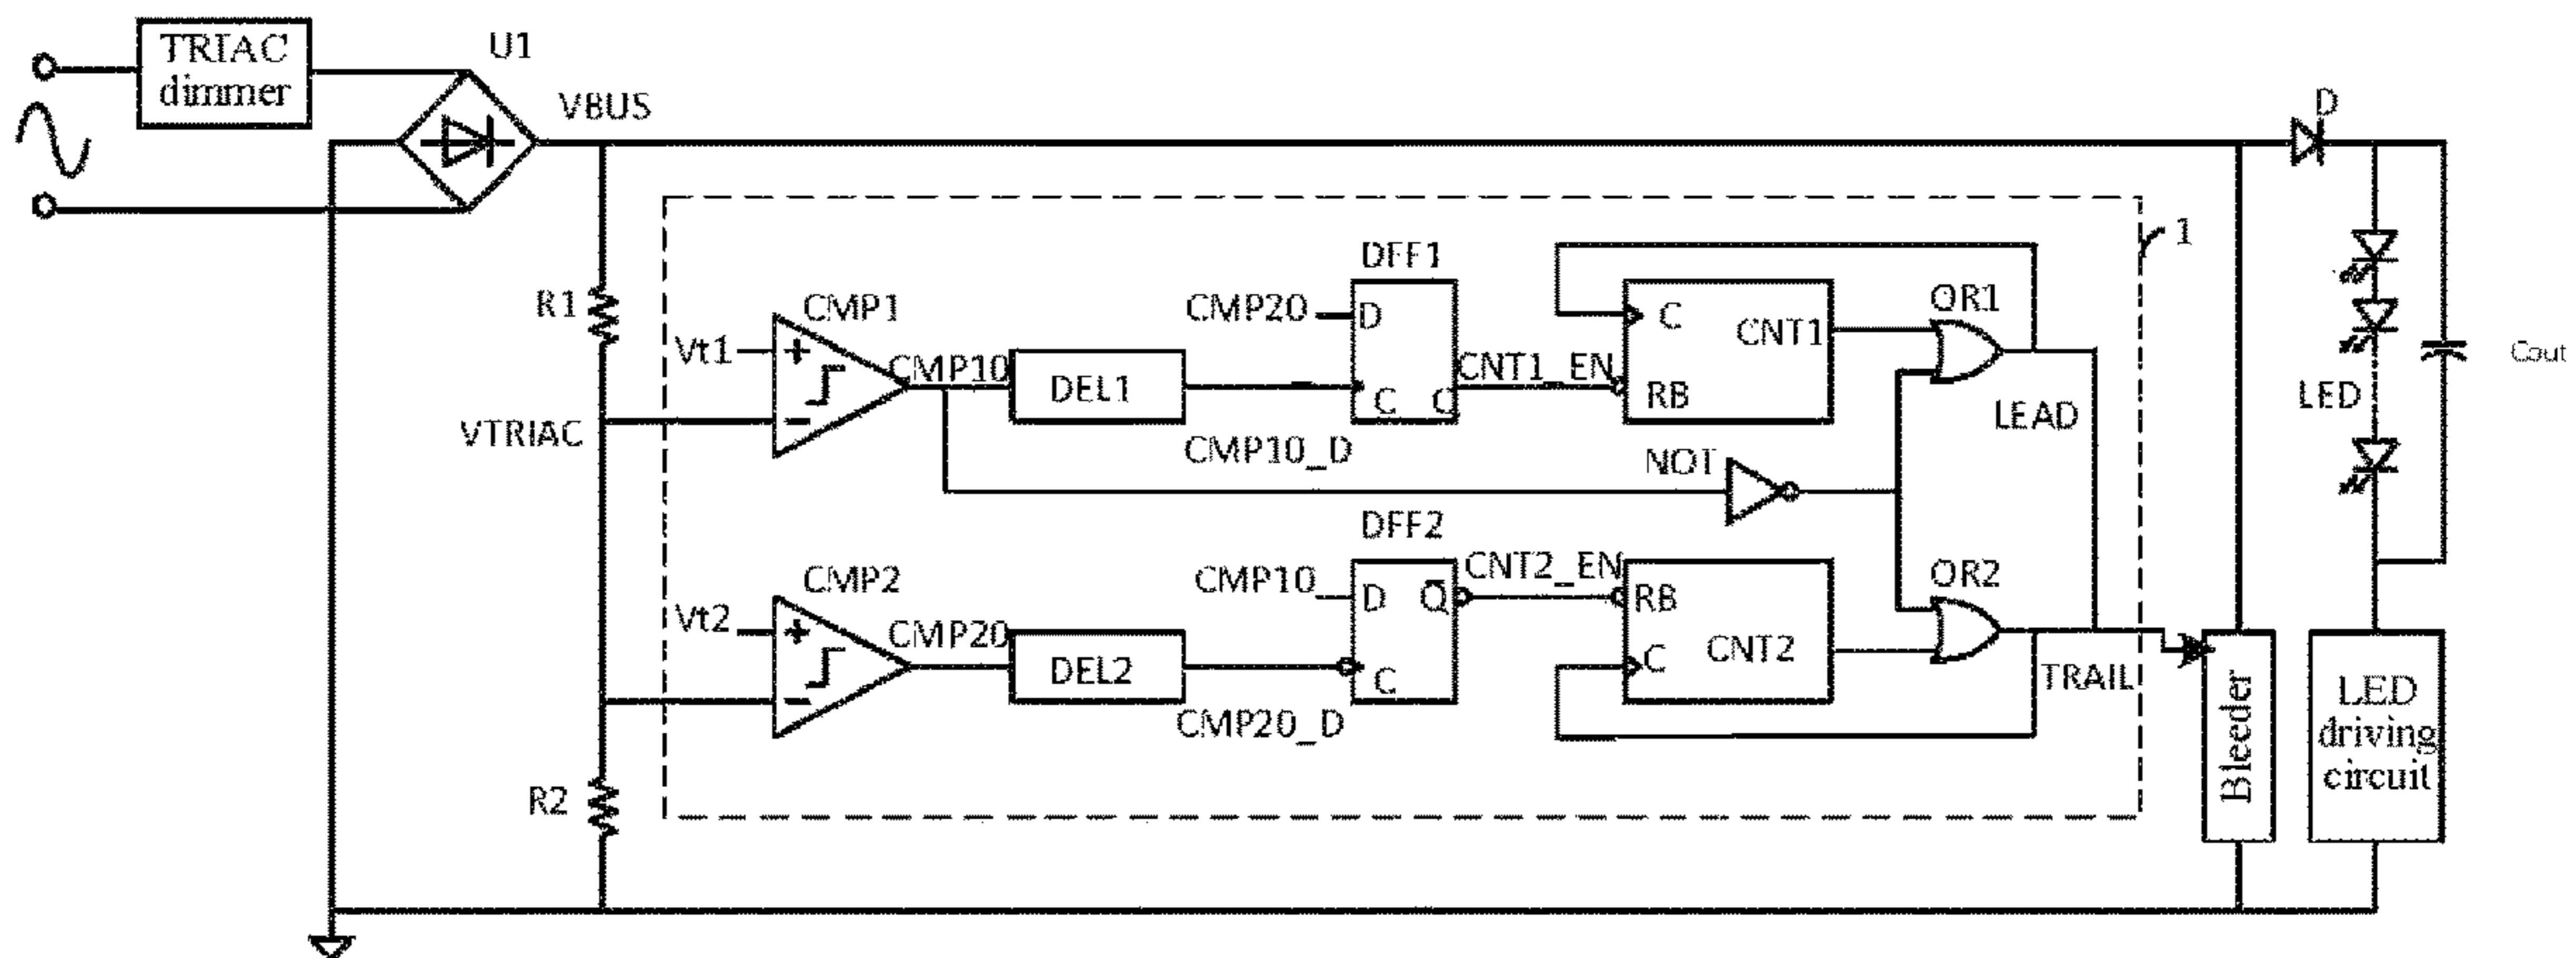 TRIAC
dimmer
U1
VBUS
D
1
DFF1
R1
CMP1
CMP20
D
C
CNT1
OR1
Vt1
+
CMP10
DEL1
CNT1_EN
C
C
RB
Cout
LED
LEAD
VTRIAC
-
CMP10_D
NOT
DFF2
CMP2
CMP10
D
Q̅
CNT2_EN
RB
OR2
Vt2
+
CMP20
DEL2
C
C
CNT2
TRAIL
-
CMP20_D
R2
Bleeder
LED
driving
circuit